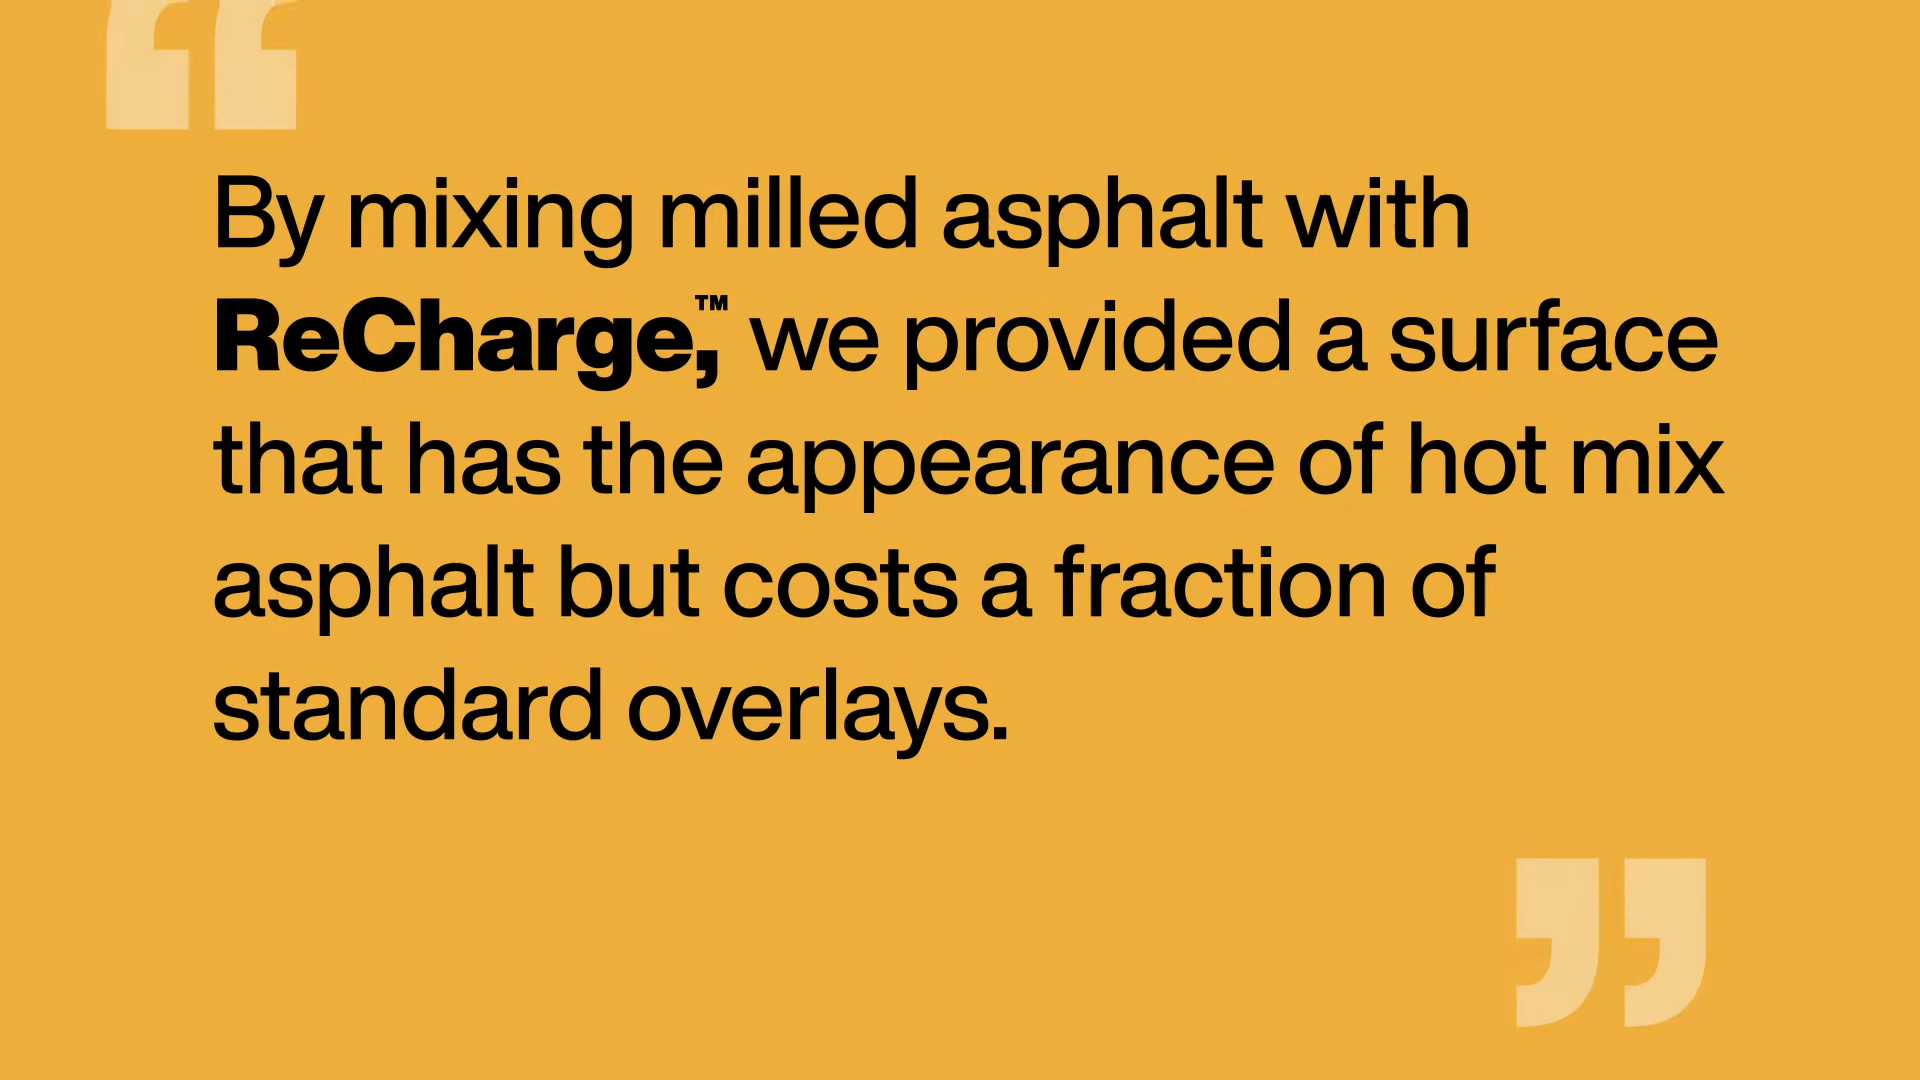 “
By mixing milled asphalt with
ReCharge,™ we provided a surface
that has the appearance of hot mix
asphalt but costs a fraction of
standard overlays.
”